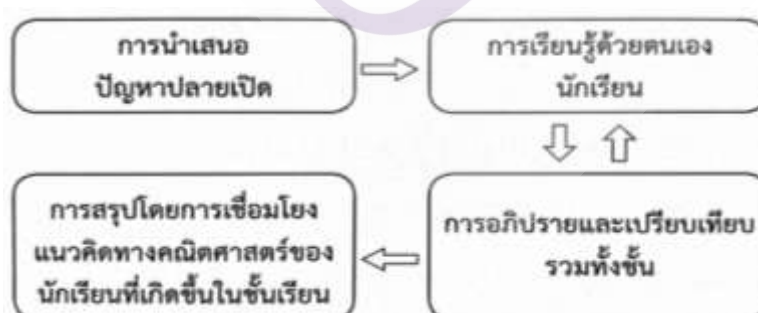 การนำเสนอ
ปัญหาปลายเปิด
การเรียนรู้ด้วยตนเอง
นักเรียน
การอภิปรายและเปรียบเทียบ
รวมทั้งชั้น
การสรุปโดยการเชื่อมโยง
แนวคิดทางคณิตศาสตร์ของ
นักเรียนที่เกิดขึ้นในชั้นเรียน